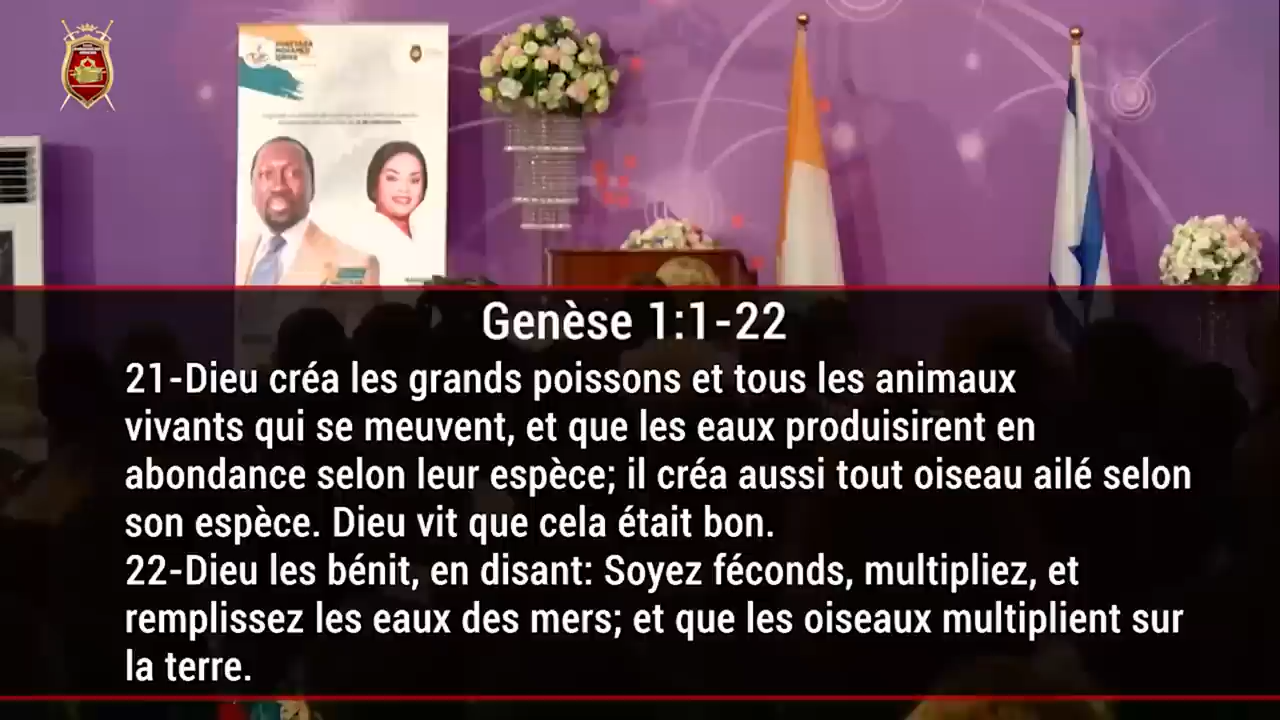 Genèse 1:1-22
21-Dieu créa les grands poissons et tous les animaux
vivants qui se meuvent, et que les eaux produisirent en
abondance selon leur espèce; il créa aussi tout oiseau ailé selon
son espèce. Dieu vit que cela était bon.
22-Dieu les bénit, en disant: Soyez féconds, multipliez, et
remplissez les eaux des mers; et que les oiseaux multiplient sur
la terre.